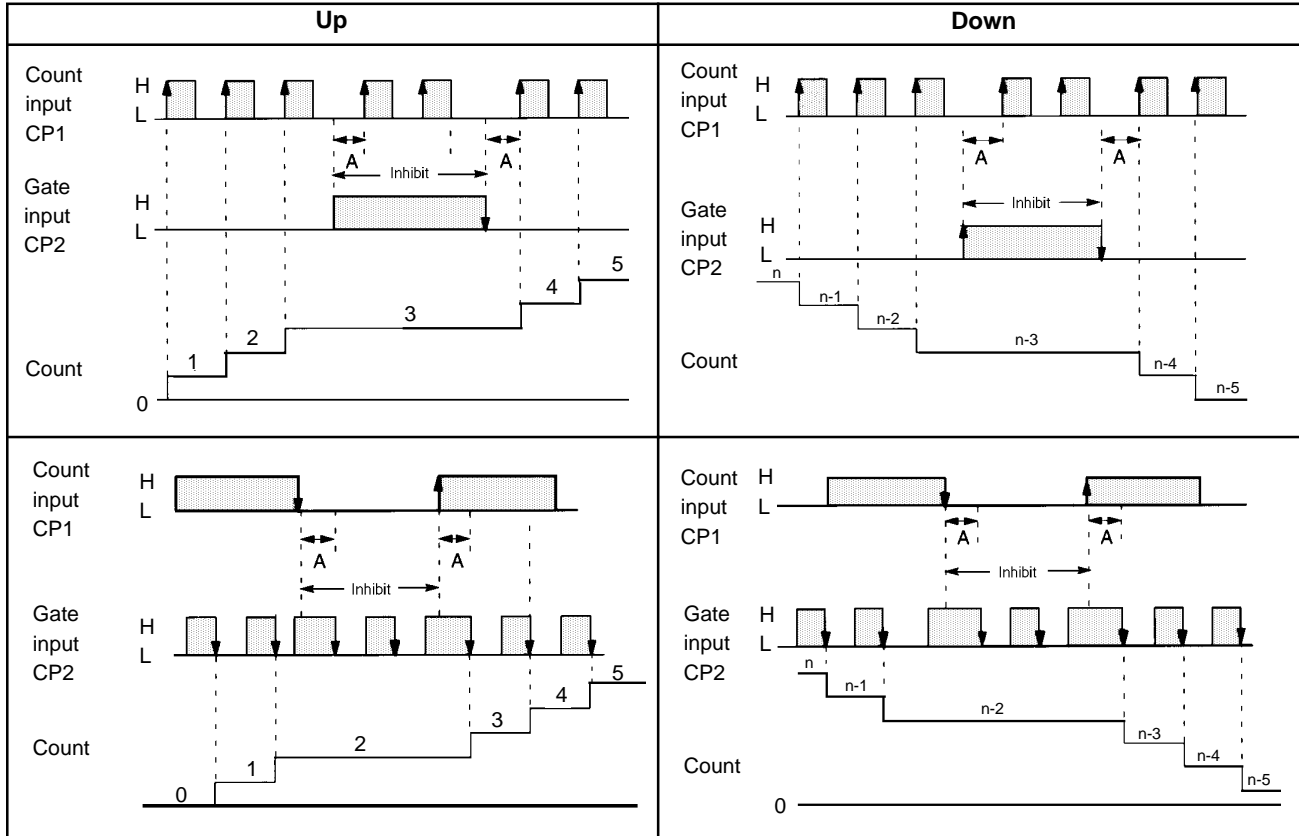 Up
Down
Count
input
CP1
H
L
A
A
Inhibit
Gate
input
CP2
H
L
Count
0
1
2
3
4
5
Count
input
CP1
H
L
A
A
Inhibit
Gate
input
CP2
H
L
n
n-1
n-2
n-3
n-4
n-5
Count
Count
input
CP1
H
L
A
A
Inhibit
Gate
input
CP2
H
L
Count
0
1
2
3
4
5
Count
input
CP1
H
L
A
A
Inhibit
Gate
input
CP2
H
L
n
n-1
n-2
n-3
n-4
n-5
Count
0